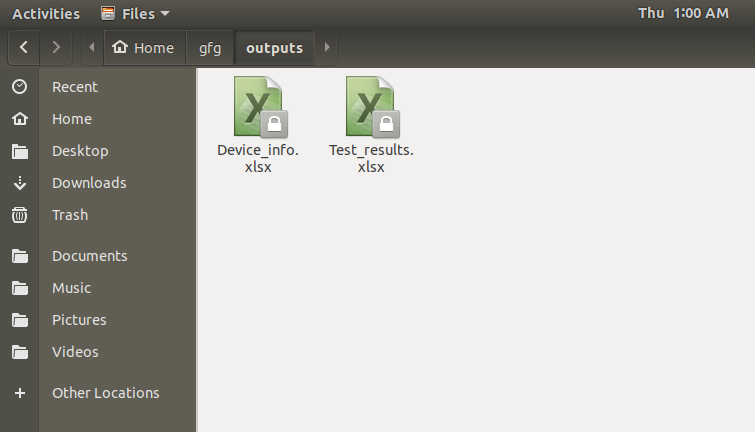 Activities Files Thu 1:00 AM
Home gfg outputs
Recent
Home
Desktop
Downloads
Trash
Documents
Music
Pictures
Videos
Other Locations
X X
Device_info. Test_results.
xlsx xlsx